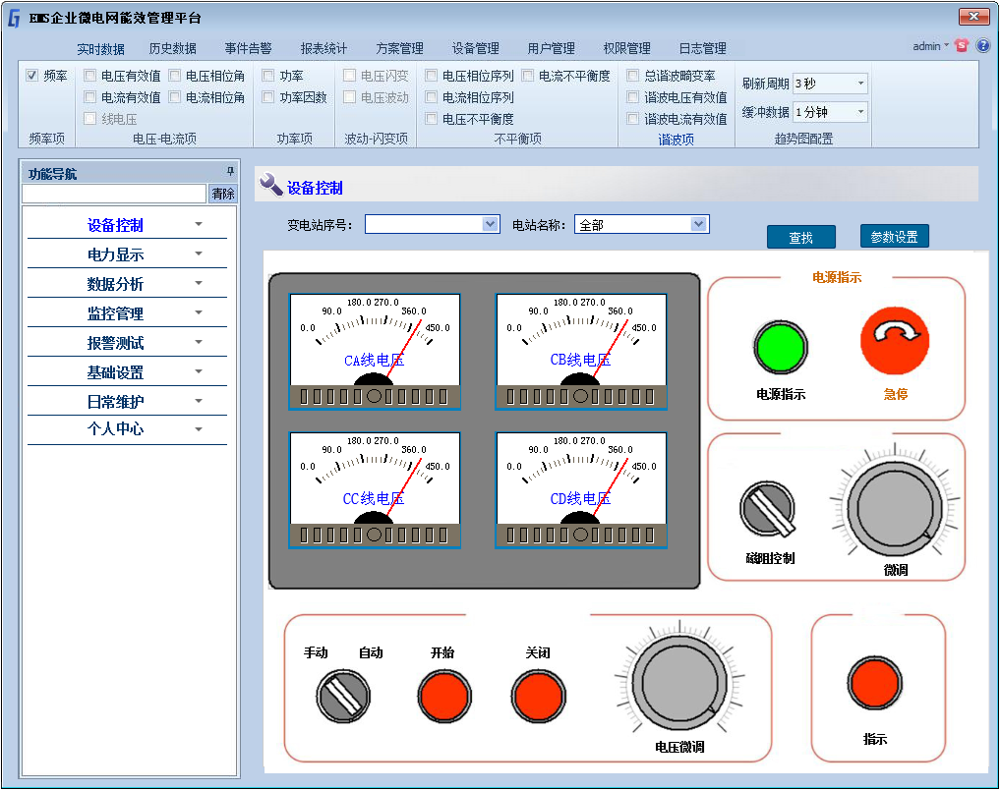 EMS企业微电网能效管理平台
实时数据 历史数据 事件告警 报表统计 方案管理 设备管理 用户管理 权限管理 日志管理 admin
频率 电压有效值 电压相位角 功率 电压闪变 电压相位序列 电流不平衡度 总谐波畸变率 刷新周期 3 秒
电流有效值 电流相位角 功率因数 电压波动 电流相位序列 谐波电压有效值 缓冲数据 1 分钟
线电压 电压不平衡度 谐波电流有效值
频率项 电压-电流项 功率项 波动-闪变项 不平衡项 谐波项 趋势图配置
功能导航
清除
设备控制
电力显示
数据分析
监控管理
报警测试
基础设置
日常维护
个人中心
设备控制
变电站序号： 电站名称： 全部 查找 参数设置
0.0 90.0 180.0 270.0 360.0 450.0
CA线电压
0.0 90.0 180.0 270.0 360.0 450.0
CB线电压
0.0 90.0 180.0 270.0 360.0 450.0
CC线电压
0.0 90.0 180.0 270.0 360.0 450.0
CD线电压
电源指示
电源指示 急停
磁阻控制 微调
手动 自动 开始 关闭
电压微调
指示